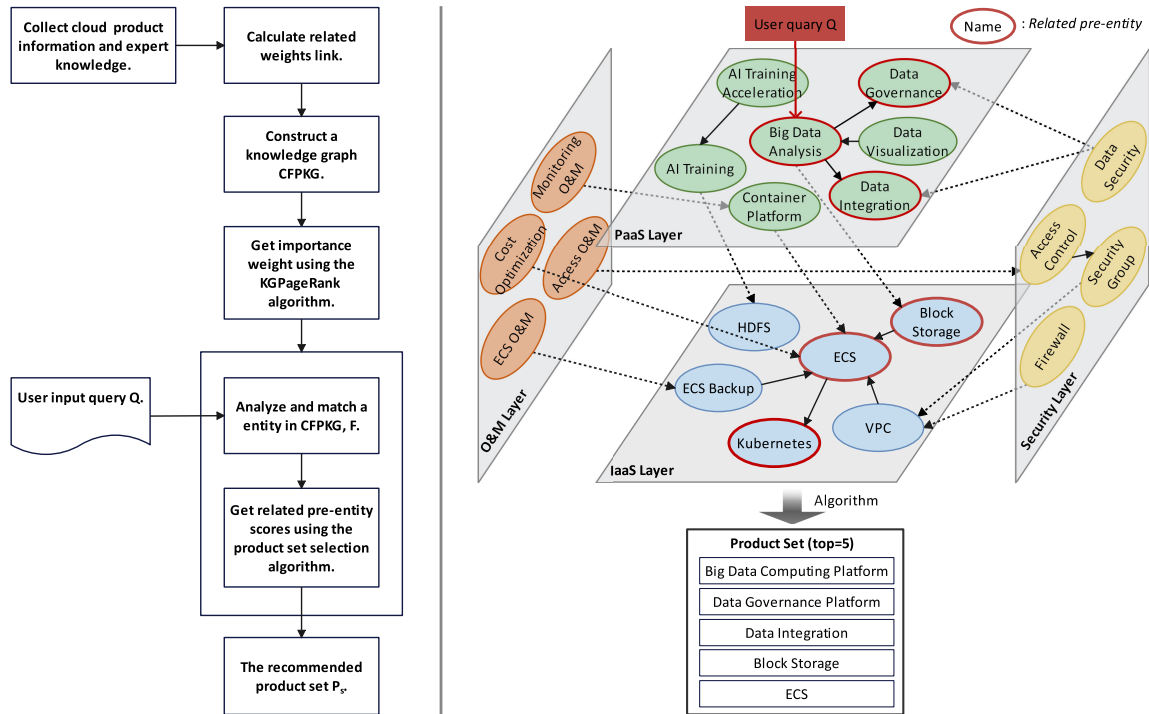 Collect cloud product
information and expert
knowledge.
Calculate related
weights link.
Construct a
knowledge graph
CFPKG.
Get importance
weight using the
KGPageRank
algorithm.
User input query Q.
Analyze and match a
entity in CFPKG, F.
Get related pre-entity
scores using the
product set selection
algorithm.
The recommended
product set Ps.
User quary Q
Name
: Related pre-entity
AI Training
Acceleration
Data
Governance
Big Data
Analysis
Data
Visualization
AI Training
Data
Integration
Container
Platform
PaaS Layer
Monitoring
O&M
Cost
Optimization
Access O&M
ECS O&M
O&M Layer
Data
Security
Access
Control
Security
Group
Firewall
Security Layer
HDFS
Block
Storage
ECS
ECS Backup
VPC
Kubernetes
IaaS Layer
Algorithm
Product Set (top=5)
Big Data Computing Platform
Data Governance Platform
Data Integration
Block Storage
ECS